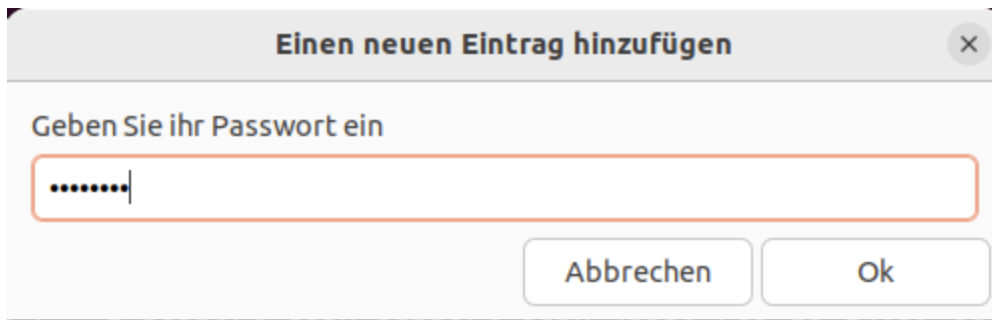 Einen neuen Eintrag hinzufügen
Geben Sie ihr Passwort ein
••••••••
Abbrechen
Ok